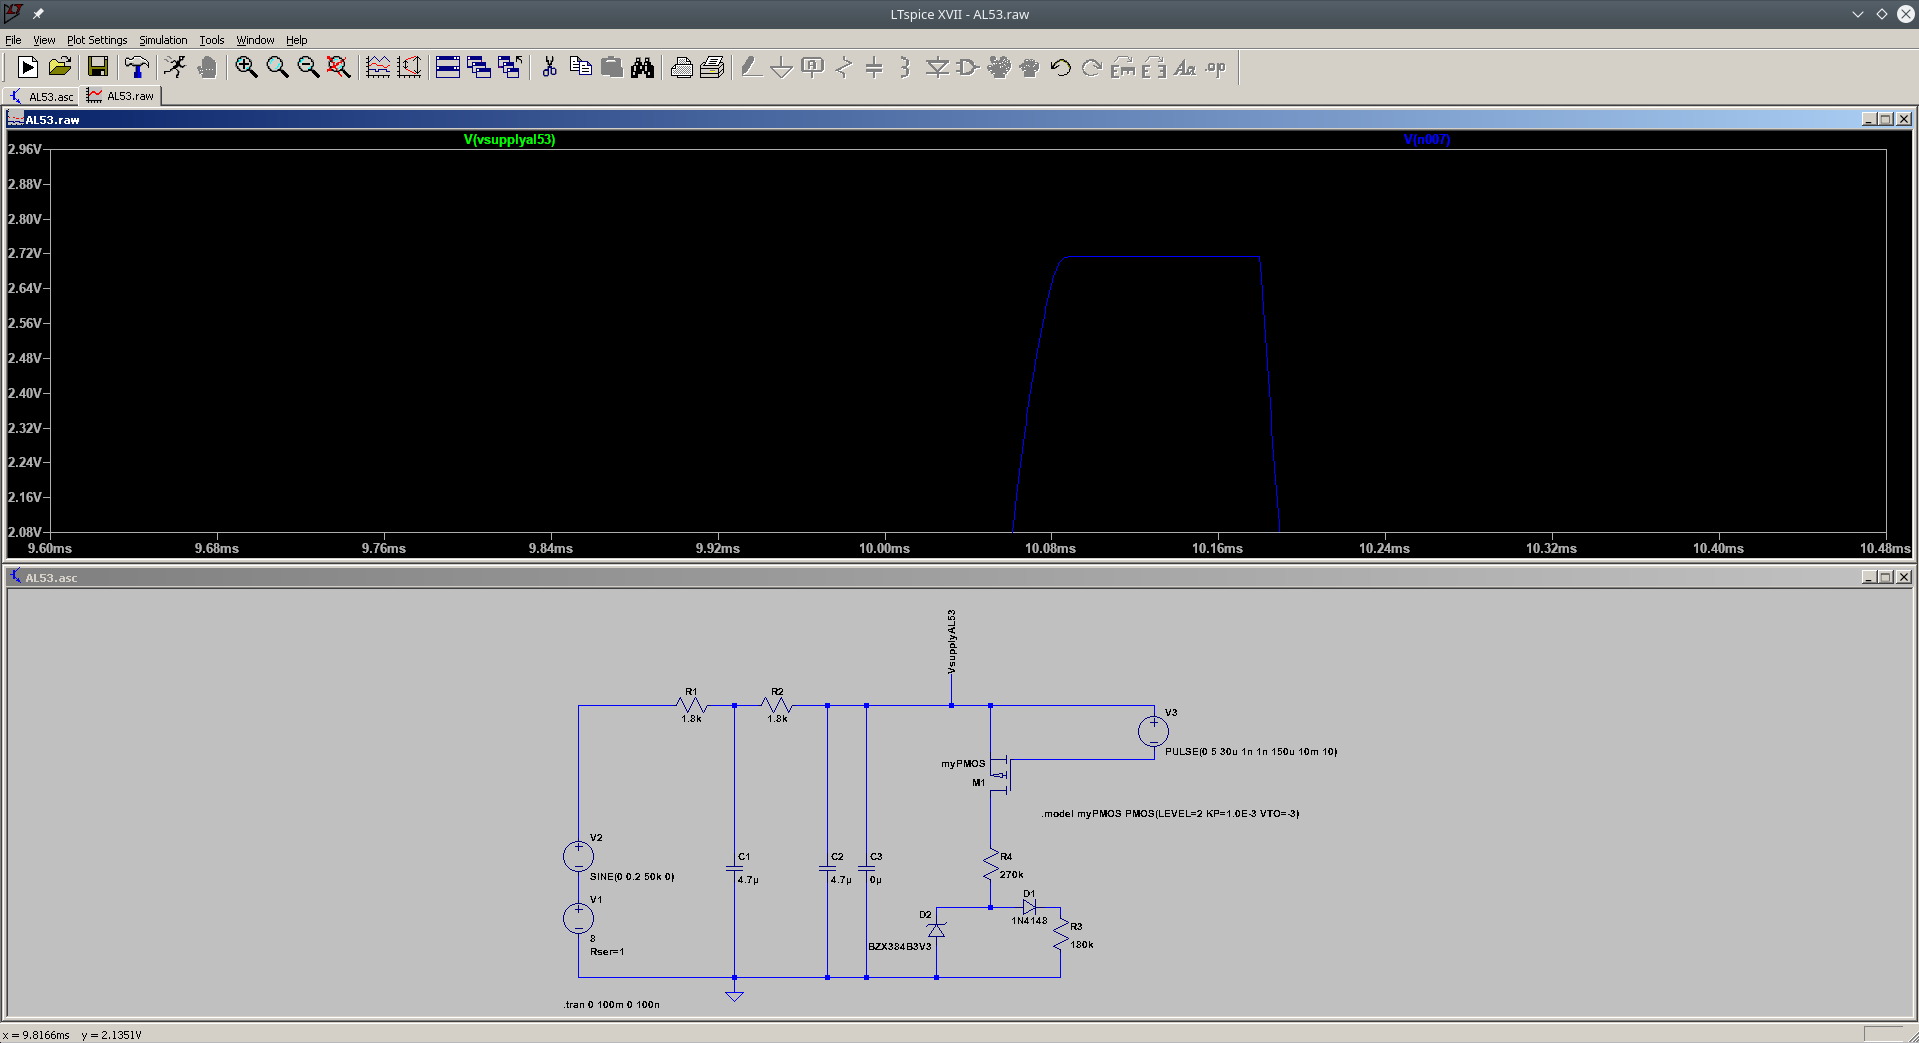 LTspice XVII - AL53.raw
File View Plot Settings Simulation Tools Window Help
AL53.asc AL53.raw
AL53.raw
V(vsupplyal53) V(n007)
2.96V
2.88V
2.80V
2.72V
2.64V
2.56V
2.48V
2.40V
2.32V
2.24V
2.16V
2.08V
9.60ms 9.68ms 9.76ms 9.84ms 9.92ms 10.00ms 10.08ms 10.16ms 10.24ms 10.32ms 10.40ms 10.48ms
AL53.asc
VsupplyAL53
R1
1.8k
R2
1.8k
V3
PULSE(0 5 30u 1n 1n 150u 10m 10)
myPMOS
M1
.model myPMOS PMOS(LEVEL=2 KP=1.0E-3 VTO=-3)
V2
SINE(0 0.2 50k 0)
C1
4.7µ
C2
4.7µ
C3
0µ
R4
270k
V1
8
Rser=1
D1
1N4148
D2
BZX384B3V3
R3
180k
.tran 0 100m 0 100n
x = 9.8166ms y = 2.1351V